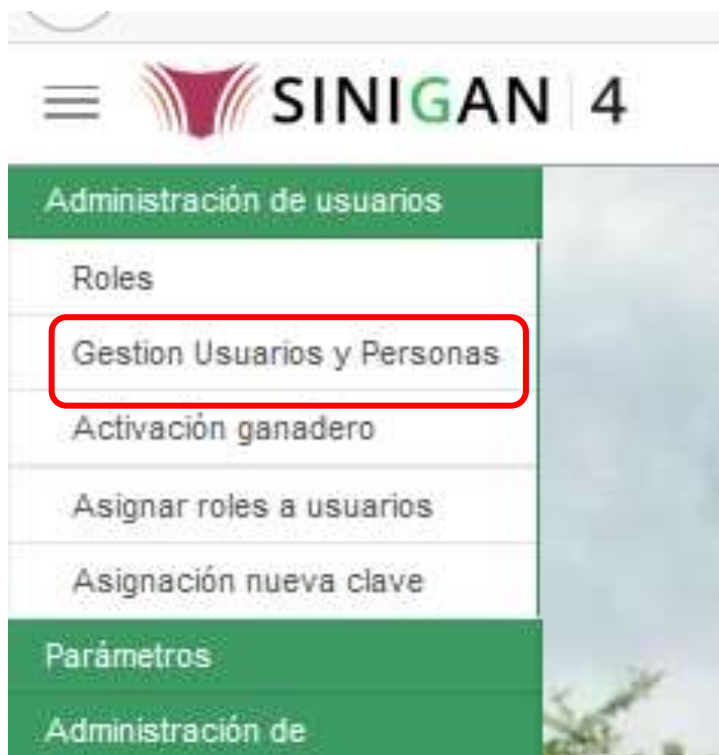 SINIGAN 4
Administración de usuarios
Roles
Gestion Usuarios y Personas
Activación ganadero
Asignar roles a usuarios
Asignación nueva clave
Parámetros
Administración de